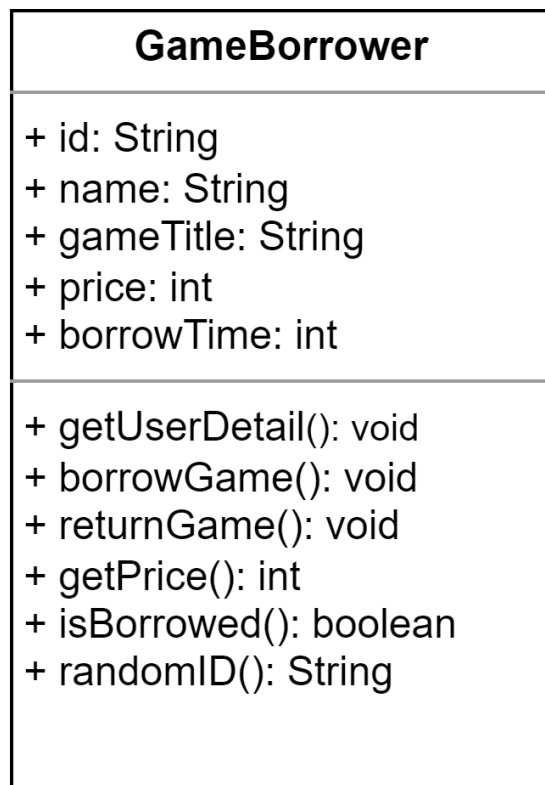 GameBorrower
+ id: String
+ name: String
+ gameTitle: String
+ price: int
+ borrowTime: int
+ getUserDetail(): void
+ borrowGame(): void
+ returnGame(): void
+ getPrice(): int
+ isBorrowed(): boolean
+ randomID(): String